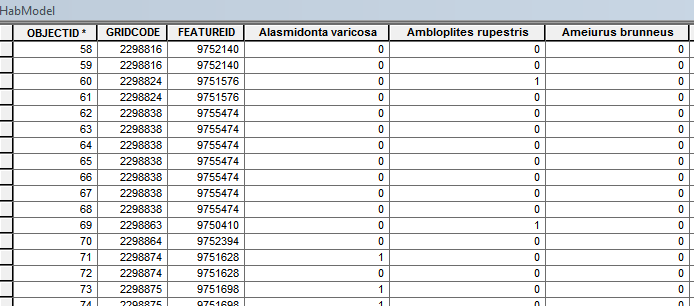 HabModel
OBJECTID * GRIDCODE FEATUREID Alasmidonta varicosa Ambloplites rupestris Ameiurus brunneus
58 2298816 9752140 0 0 0
59 2298816 9752140 0 0 0
60 2298824 9751576 0 1 0
61 2298824 9751576 0 0 0
62 2298838 9755474 0 0 0
63 2298838 9755474 0 0 0
64 2298838 9755474 0 0 0
65 2298838 9755474 0 0 0
66 2298838 9755474 0 0 0
67 2298838 9755474 0 0 0
68 2298838 9755474 0 0 0
69 2298863 9750410 0 1 0
70 2298864 9752394 0 0 0
71 2298874 9751628 1 0 0
72 2298874 9751628 0 0 0
73 2298875 9751698 1 0 0
74 2298875 9751698 1 0 0